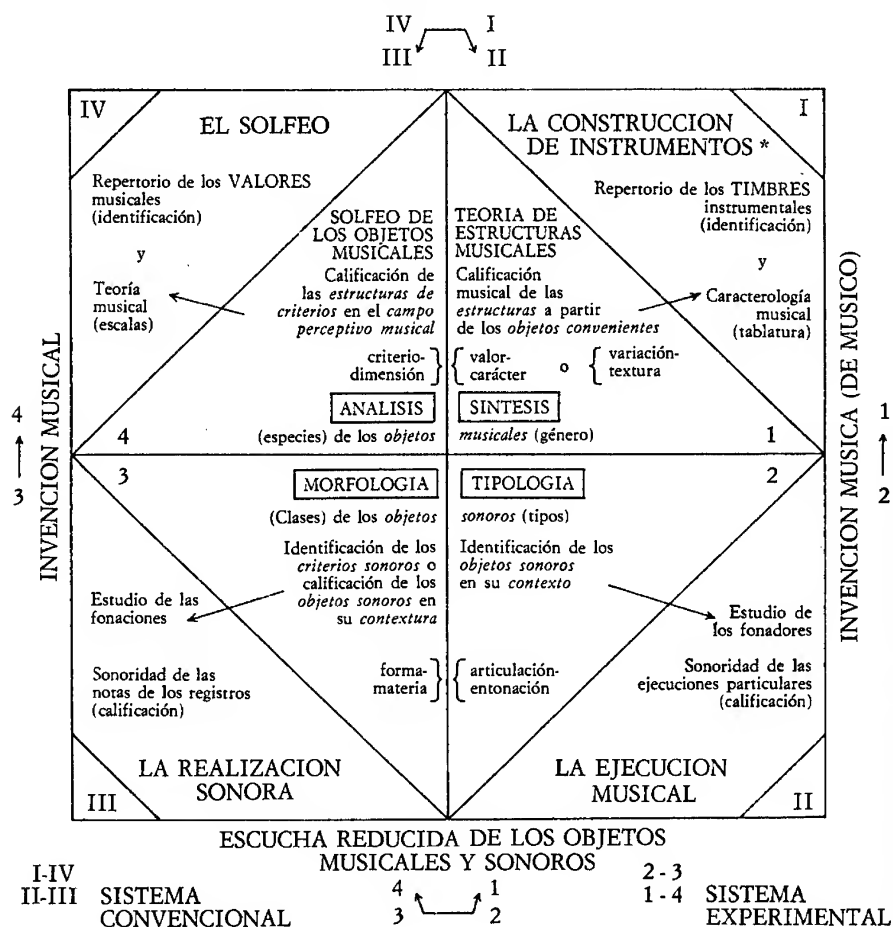 IV I
III II
IV
EL SOLFEO
Repertorio de los VALORES
musicales
(identificación)
y
Teoría
musical
(escalas)
SOLFEO DE
LOS OBJETOS
MUSICALES
Calificación de
las estructuras de
criterios en el campo
perceptivo musical
criterio-
dimensión
ANALISIS
(especies) de los objetos
4
I
LA CONSTRUCCION
DE INSTRUMENTOS *
Repertorio de los TIMBRES
instrumentales
(identificación)
y
Caracterología
musical
(tablatura)
TEORIA DE
ESTRUCTURAS
MUSICALES
Calificación
musical de las
estructuras a partir
de los objetos convenientes
valor-
carácter
o
variación-
textura
SINTESIS
musicales (género)
1
INVENCION MUSICAL
4
3
INVENCION MUSICA (DE MUSICO)
1
2
3
MORFOLOGIA
(Clases) de los objetos
Identificación de los
criterios sonoros o
calificación de los
objetos sonoros en
su contextura
Estudio de las
fonaciones
Sonoridad de las
notas de los registros
(calificación)
forma-
materia
LA REALIZACION
SONORA
III
2
TIPOLOGIA
sonoros (tipos)
Identificación de los
objetos sonoros
en su contexto
Estudio de
los fonadores
Sonoridad de las
ejecuciones particulares
(calificación)
articulación-
entonación
LA EJECUCION
MUSICAL
II
ESCUCHA REDUCIDA DE LOS OBJETOS
MUSICALES Y SONOROS
I-IV
II-III SISTEMA
CONVENCIONAL
4 1
3 2
2-3
1-4 SISTEMA
EXPERIMENTAL